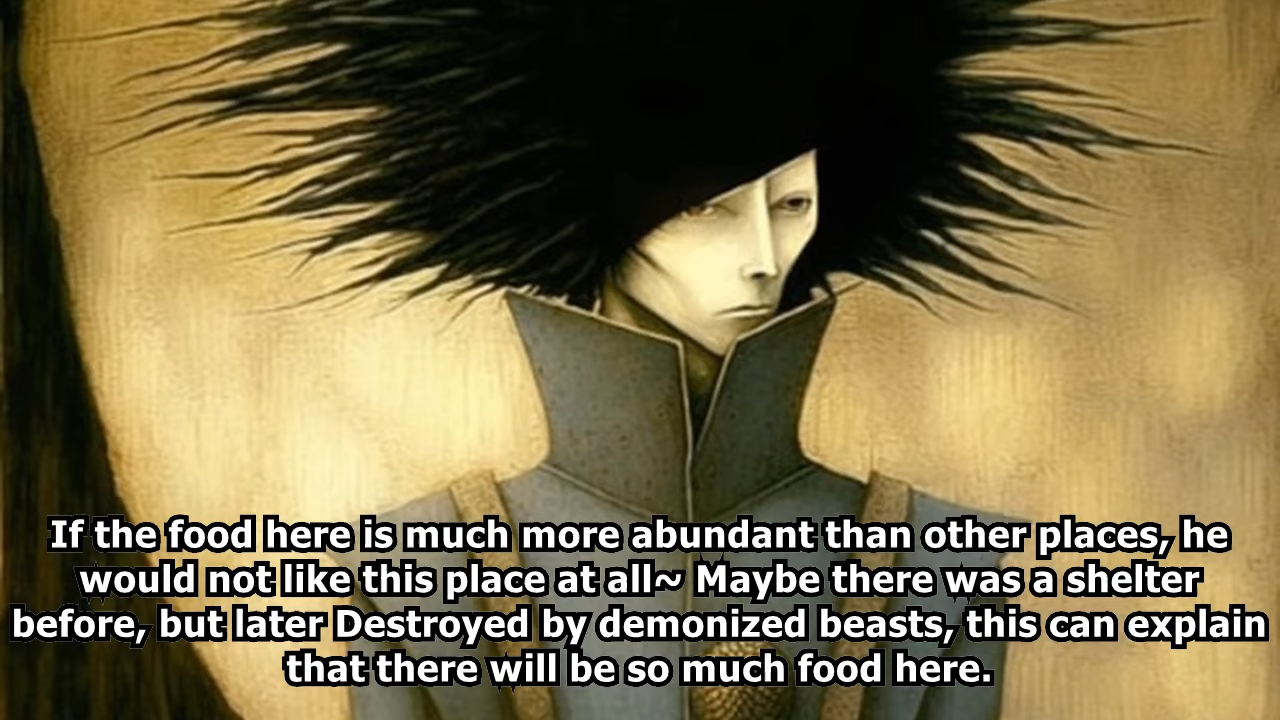 If the food here is much more abundant than other places, he
would not like this place at all~ Maybe there was a shelter
before, but later Destroyed by demonized beasts, this can explain
that there will be so much food here.